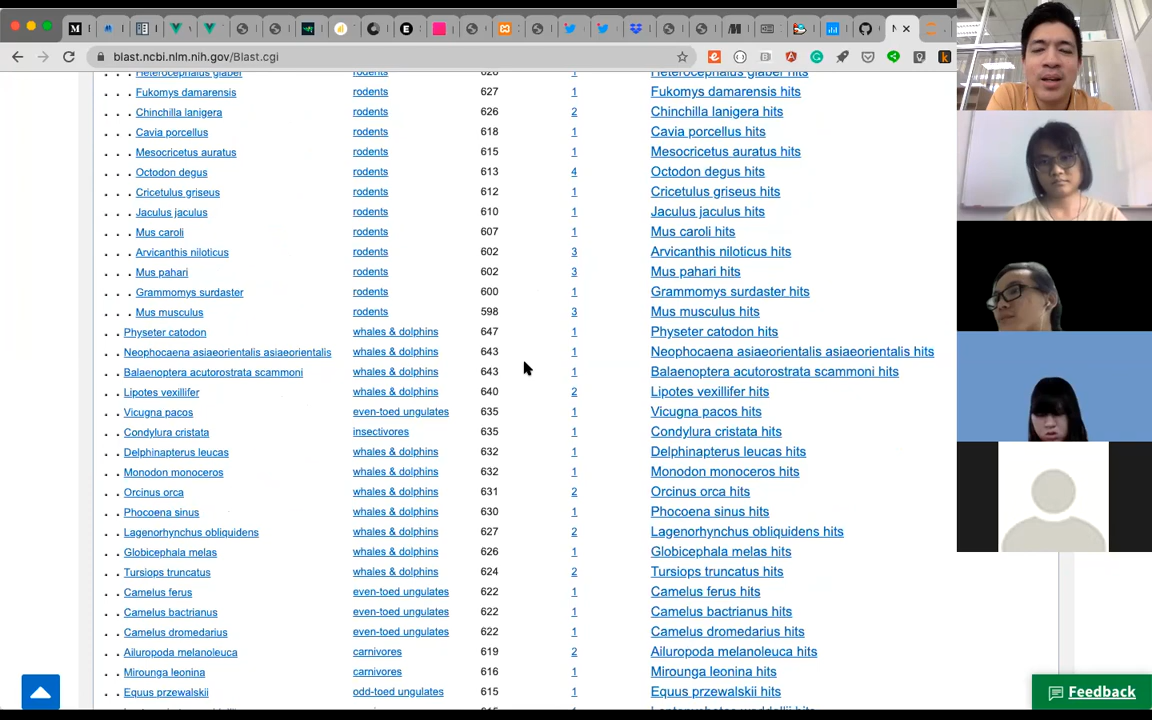 blast.ncbi.nlm.nih.gov/Blast.cgi
. . . Heterocephalus glaber rodents 628 1 Heterocephalus glaber hits
. . . Fukomys damarensis rodents 627 1 Fukomys damarensis hits
. . . Chinchilla lanigera rodents 626 2 Chinchilla lanigera hits
. . . Cavia porcellus rodents 618 1 Cavia porcellus hits
. . . Mesocricetus auratus rodents 615 1 Mesocricetus auratus hits
. . . Octodon degus rodents 613 4 Octodon degus hits
. . . Cricetulus griseus rodents 612 1 Cricetulus griseus hits
. . . Jaculus jaculus rodents 610 1 Jaculus jaculus hits
. . . Mus caroli rodents 607 1 Mus caroli hits
. . . Arvicanthis niloticus rodents 602 3 Arvicanthis niloticus hits
. . . Mus pahari rodents 602 3 Mus pahari hits
. . . Grammomys surdaster rodents 600 1 Grammomys surdaster hits
. . . Mus musculus rodents 598 3 Mus musculus hits
. . Physeter catodon whales & dolphins 647 1 Physeter catodon hits
. . Neophocaena asiaeorientalis asiaeorientalis whales & dolphins 643 1 Neophocaena asiaeorientalis asiaeorientalis hits
. . Balaenoptera acutorostrata scammoni whales & dolphins 643 1 Balaenoptera acutorostrata scammoni hits
. . Lipotes vexillifer whales & dolphins 640 2 Lipotes vexillifer hits
. . Vicugna pacos even-toed ungulates 635 1 Vicugna pacos hits
. . Condylura cristata insectivores 635 1 Condylura cristata hits
. . Delphinapterus leucas whales & dolphins 632 1 Delphinapterus leucas hits
. . Monodon monoceros whales & dolphins 632 1 Monodon monoceros hits
. . Orcinus orca whales & dolphins 631 2 Orcinus orca hits
. . Phocoena sinus whales & dolphins 630 1 Phocoena sinus hits
. . Lagenorhynchus obliquidens whales & dolphins 627 2 Lagenorhynchus obliquidens hits
. . Globicephala melas whales & dolphins 626 1 Globicephala melas hits
. . Tursiops truncatus whales & dolphins 624 2 Tursiops truncatus hits
. . Camelus ferus even-toed ungulates 622 1 Camelus ferus hits
. . Camelus bactrianus even-toed ungulates 622 1 Camelus bactrianus hits
. . Camelus dromedarius even-toed ungulates 622 1 Camelus dromedarius hits
. . Ailuropoda melanoleuca carnivores 619 2 Ailuropoda melanoleuca hits
. . Mirounga leonina carnivores 616 1 Mirounga leonina hits
. . Equus przewalskii odd-toed ungulates 615 1 Equus przewalskii hits
Feedback